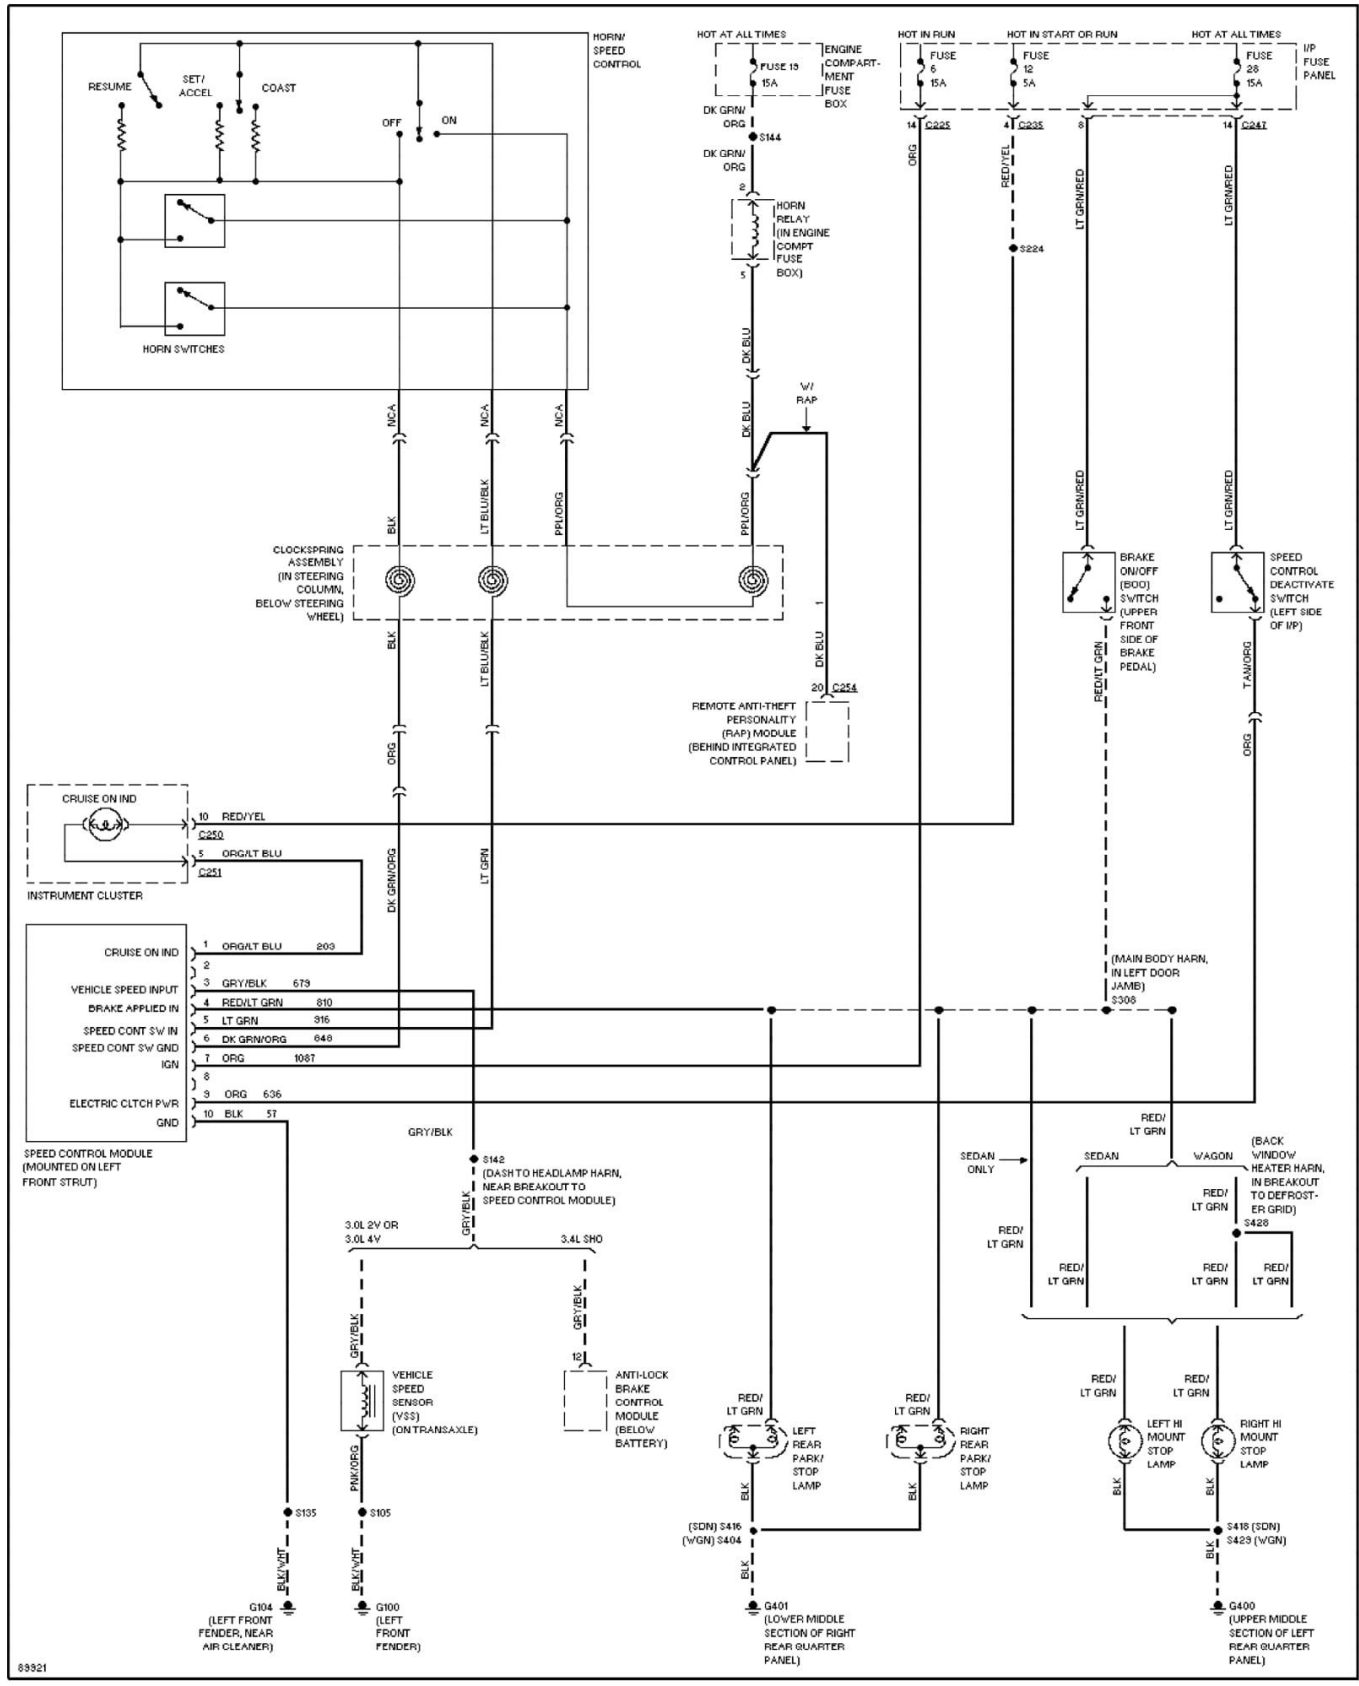 HORN/
SPEED
CONTROL
RESUME
SET/
ACCEL
COAST
OFF
ON
HORN SWITCHES
HOT AT ALL TIMES
FUSE 19
15A
ENGINE
COMPART-
MENT
FUSE
BOX
DK GRN/
ORG
S144
DK GRN/
ORG
2
HORN
RELAY
(IN ENGINE
COMPT
FUSE
BOX)
5
DK BLU
DK BLU
W/
RAP
HOT IN RUN
HOT IN START OR RUN
HOT AT ALL TIMES
FUSE
6
15A
FUSE
12
5A
FUSE
28
15A
I/P
FUSE
PANEL
14 C225
4 C235
8
14 C247
ORG
RED/YEL
LT GRN/RED
LT GRN/RED
S224
NCA
NCA
NCA
BLK
LT BLU/BLK
PPL/ORG
PPL/ORG
LT GRN/RED
LT GRN/RED
CLOCKSPRING
ASSEMBLY
(IN STEERING
COLUMN,
BELOW STEERING
WHEEL)
BLK
LT BLU/BLK
1
DK BLU
20 C254
REMOTE ANTI-THEFT
PERSONALITY
(RAP) MODULE
(BEHIND INTEGRATED
CONTROL PANEL)
BRAKE
ON/OFF
(BOO)
SWITCH
(UPPER
FRONT
SIDE OF
BRAKE
PEDAL)
SPEED
CONTROL
DEACTIVATE
SWITCH
(LEFT SIDE
OF I/P)
RED/LT GRN
TAN/ORG
ORG
ORG
CRUISE ON IND
10 RED/YEL
C250
5 ORG/LT BLU
C251
INSTRUMENT CLUSTER
DK GRN/ORG
LT GRN
CRUISE ON IND
1 ORG/LT BLU 203
2
VEHICLE SPEED INPUT
3 GRY/BLK 679
BRAKE APPLIED IN
4 RED/LT GRN 810
SPEED CONT SW IN
5 LT GRN 916
SPEED CONT SW GND
6 DK GRN/ORG 848
IGN
7 ORG 1087
8
ELECTRIC CLTCH PWR
9 ORG 636
GND
10 BLK 57
SPEED CONTROL MODULE
(MOUNTED ON LEFT
FRONT STRUT)
(MAIN BODY HARN,
IN LEFT DOOR
JAMB)
S308
GRY/BLK
S142
(DASH TO HEADLAMP HARN,
NEAR BREAKOUT TO
SPEED CONTROL MODULE)
GRY/BLK
3.0L 2V OR
3.0L 4V
3.4L SHO
GRY/BLK
GRY/BLK
12
VEHICLE
SPEED
SENSOR
(VSS)
(ON TRANSAXLE)
ANTI-LOCK
BRAKE
CONTROL
MODULE
(BELOW
BATTERY)
PNK/ORG
S135
S105
BLK/WHT
BLK/WHT
G104
(LEFT FRONT
FENDER, NEAR
AIR CLEANER)
G100
(LEFT
FRONT
FENDER)
RED/
LT GRN
SEDAN
ONLY
SEDAN
WAGON
(BACK
WINDOW
HEATER HARN,
IN BREAKOUT
TO DEFROST-
ER GRID)
S428
RED/
LT GRN
RED/
LT GRN
RED/
LT GRN
RED/
LT GRN
RED/
LT GRN
RED/
LT GRN
RED/
LT GRN
RED/
LT GRN
RED/
LT GRN
LEFT
REAR
PARK/
STOP
LAMP
RIGHT
REAR
PARK/
STOP
LAMP
LEFT HI
MOUNT
STOP
LAMP
RIGHT HI
MOUNT
STOP
LAMP
BLK
BLK
BLK
BLK
(SDN) S416
(WGN) S404
S418 (SDN)
S429 (WGN)
BLK
BLK
G401
(LOWER MIDDLE
SECTION OF RIGHT
REAR QUARTER
PANEL)
G400
(UPPER MIDDLE
SECTION OF LEFT
REAR QUARTER
PANEL)
89921